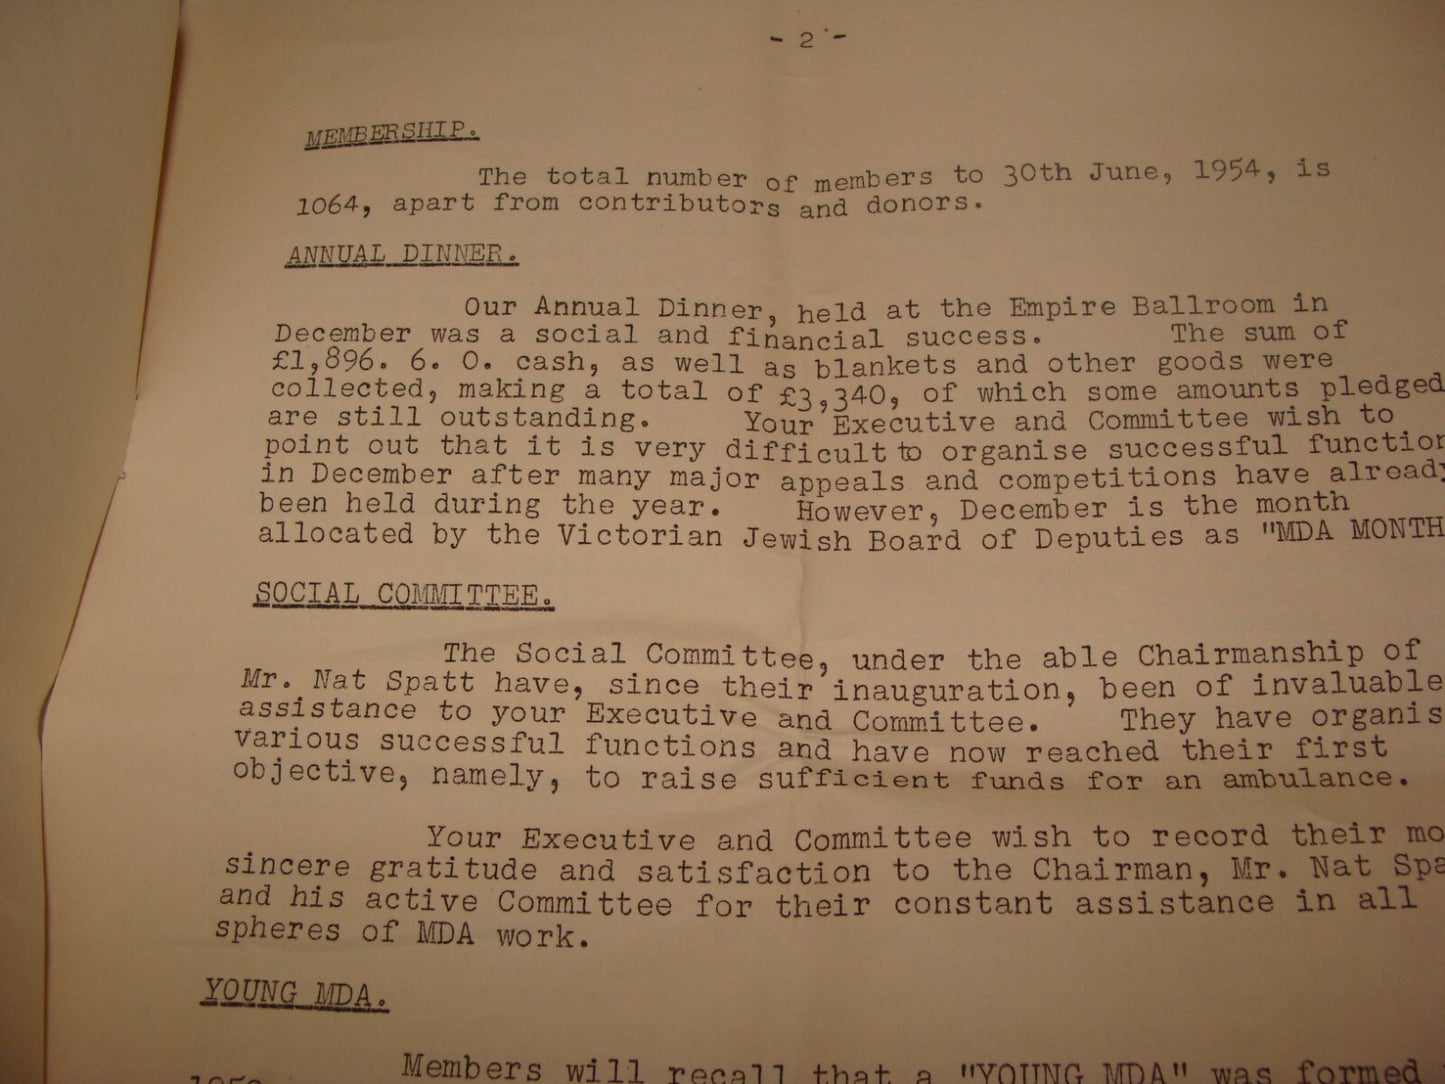 - 2 -
MEMBERSHIP.
The total number of members to 30th June, 1954, is
1064, apart from contributors and donors.
ANNUAL DINNER.
Our Annual Dinner, held at the Empire Ballroom in
December was a social and financial success. The sum of
£1,896. 6. 0. cash, as well as blankets and other goods were
collected, making a total of £3,340, of which some amounts pledged
are still outstanding. Your Executive and Committee wish to
point out that it is very difficult to organise successful function
in December after many major appeals and competitions have already
been held during the year. However, December is the month
allocated by the Victorian Jewish Board of Deputies as "MDA MONTH
SOCIAL COMMITTEE.
The Social Committee, under the able Chairmanship of
Mr. Nat Spatt have, since their inauguration, been of invaluable
assistance to your Executive and Committee. They have organis
various successful functions and have now reached their first
objective, namely, to raise sufficient funds for an ambulance.
Your Executive and Committee wish to record their mo
sincere gratitude and satisfaction to the Chairman, Mr. Nat Spa
and his active Committee for their constant assistance in all
spheres of MDA work.
YOUNG MDA.
Members will recall that a "YOUNG MDA" was formed